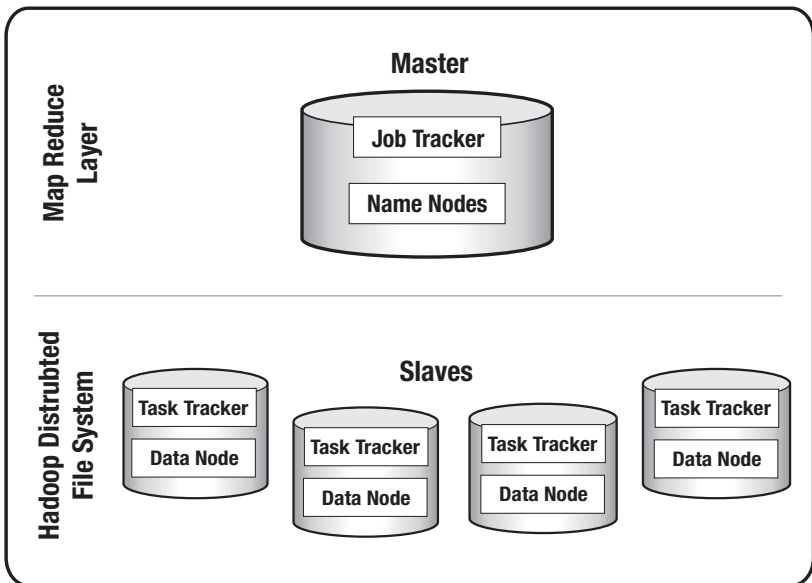 Map Reduce
Layer
Master
Job Tracker
Name Nodes
Hadoop Distrubted
File System
Slaves
Task Tracker
Data Node
Task Tracker
Data Node
Task Tracker
Data Node
Task Tracker
Data Node